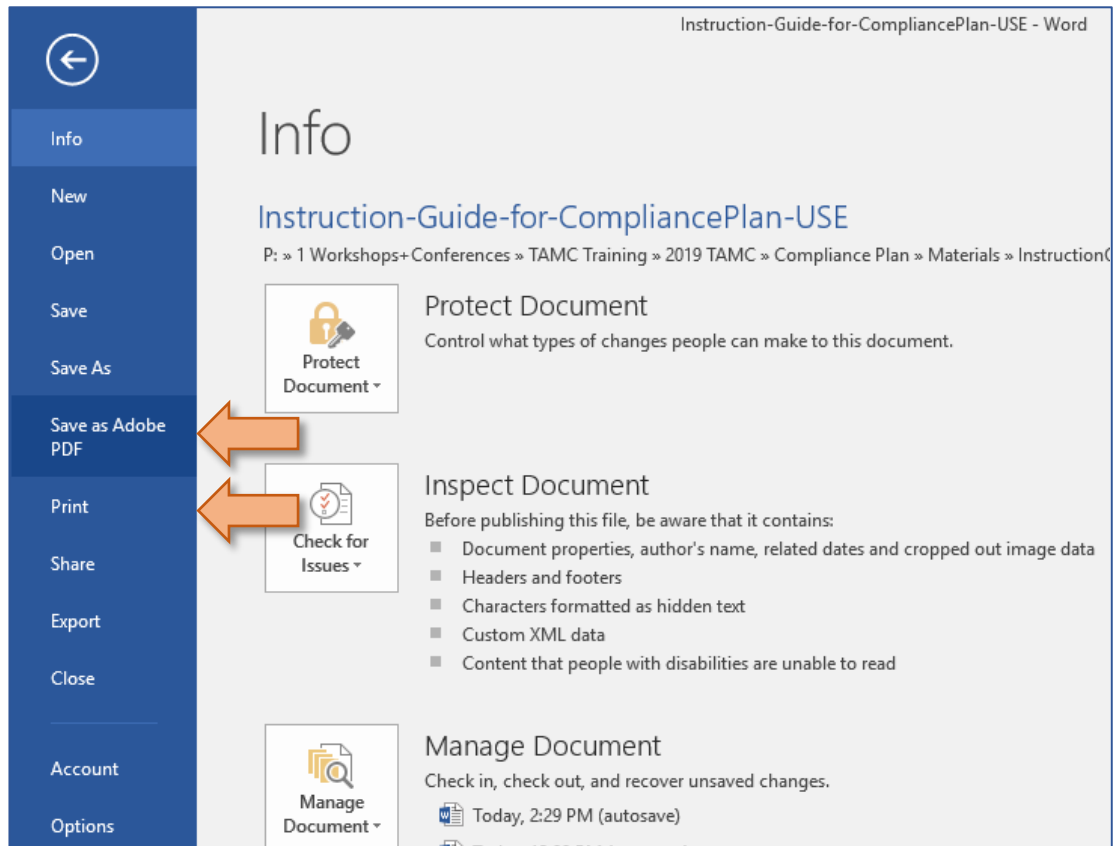 Instruction-Guide-for-CompliancePlan-USE - Word
Info
New
Open
Save
Save As
Save as Adobe
PDF
Print
Share
Export
Close
Account
Options
Info
Instruction-Guide-for-CompliancePlan-USE
P: » 1 Workshops+Conferences » TAMC Training » 2019 TAMC » Compliance Plan » Materials »
Protect
Document
Protect Document
Control what types of changes people can make to this document.
Check for
Issues
Inspect Document
Before publishing this file, be aware that it contains:
Document properties, author's name, related dates and cropped out image data
Headers and footers
Characters formatted as hidden text
Custom XML data
Content that people with disabilities are unable to read
Manage
Document
Manage Document
Check in, check out, and recover unsaved changes.
Today, 2:29 PM (autosave)